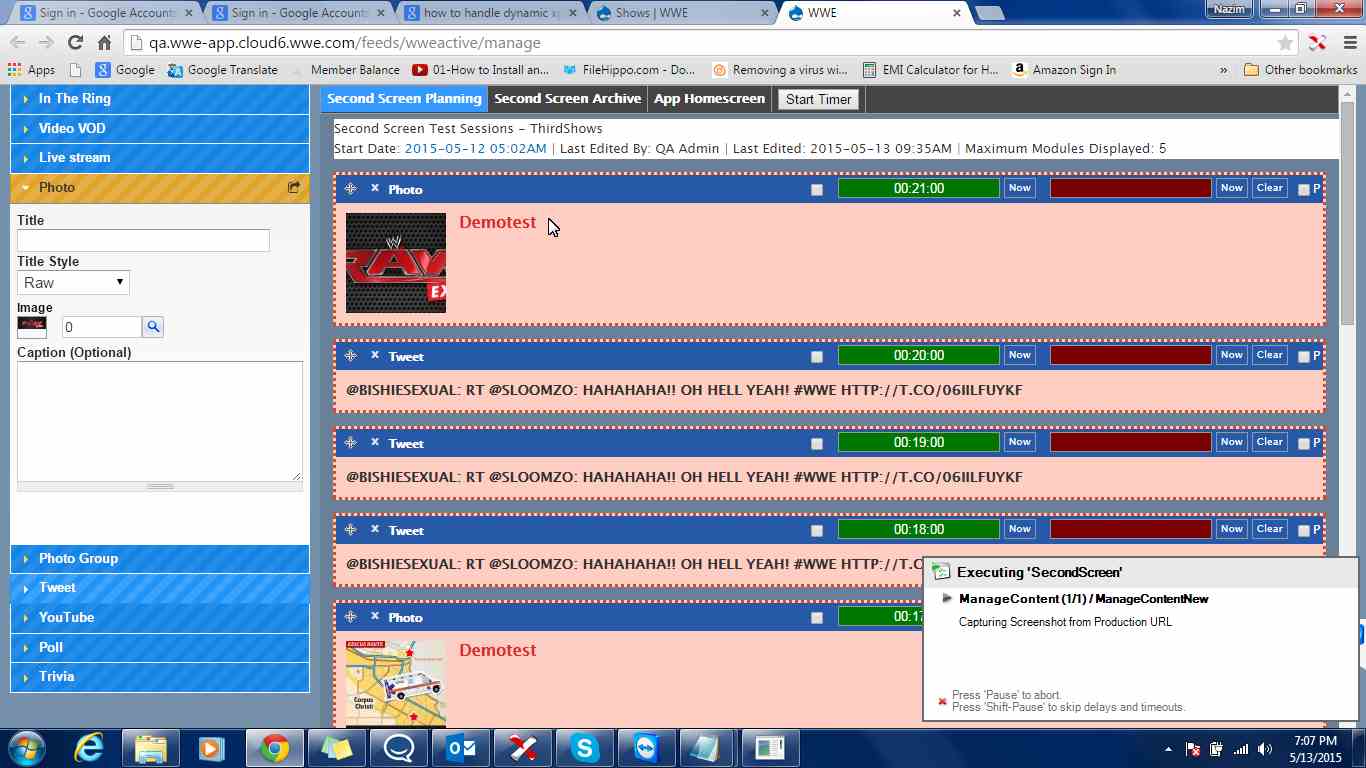 Sign in - Google Accounts
Sign in - Google Accounts
how to handle dynamic xp
Shows | WWE
WWE
Nazim
qa.wwe-app.cloud6.wwe.com/feeds/wweactive/manage
Apps
Google
Google Translate
Member Balance
01-How to Install an...
FileHippo.com - Do...
Removing a virus wi...
EMI Calculator for H...
Amazon Sign In
»
Other bookmarks
In The Ring
Video VOD
Live stream
Photo
Title
Title Style
Raw
Image
0
Caption (Optional)
Photo Group
Tweet
YouTube
Poll
Trivia
Second Screen Planning
Second Screen Archive
App Homescreen
Start Timer
Second Screen Test Sessions - ThirdShows
Start Date: 2015-05-12 05:02AM | Last Edited By: QA Admin | Last Edited: 2015-05-13 09:35AM | Maximum Modules Displayed: 5
x Photo 00:21:00 Now Now Clear P
RAW
EX
Demotest
x Tweet 00:20:00 Now Now Clear P
@BISHIESEXUAL: RT @SLOOMZO: HAHAHAHA!! OH HELL YEAH! #WWE HTTP://T.CO/06IILFUYKF
x Tweet 00:19:00 Now Now Clear P
@BISHIESEXUAL: RT @SLOOMZO: HAHAHAHA!! OH HELL YEAH! #WWE HTTP://T.CO/06IILFUYKF
x Tweet 00:18:00 Now Now Clear P
@BISHIESEXUAL: RT @SLOOMZO: HAHAHAHA!! OH HELL YEAH! #WWE HTTP://T.C
x Photo 00:17
Corpus Christi
Demotest
Executing 'SecondScreen'
ManageContent (1/1) / ManageContentNew
Capturing Screenshot from Production URL
Press 'Pause' to abort.
Press 'Shift-Pause' to skip delays and timeouts.
7:07 PM
5/13/2015